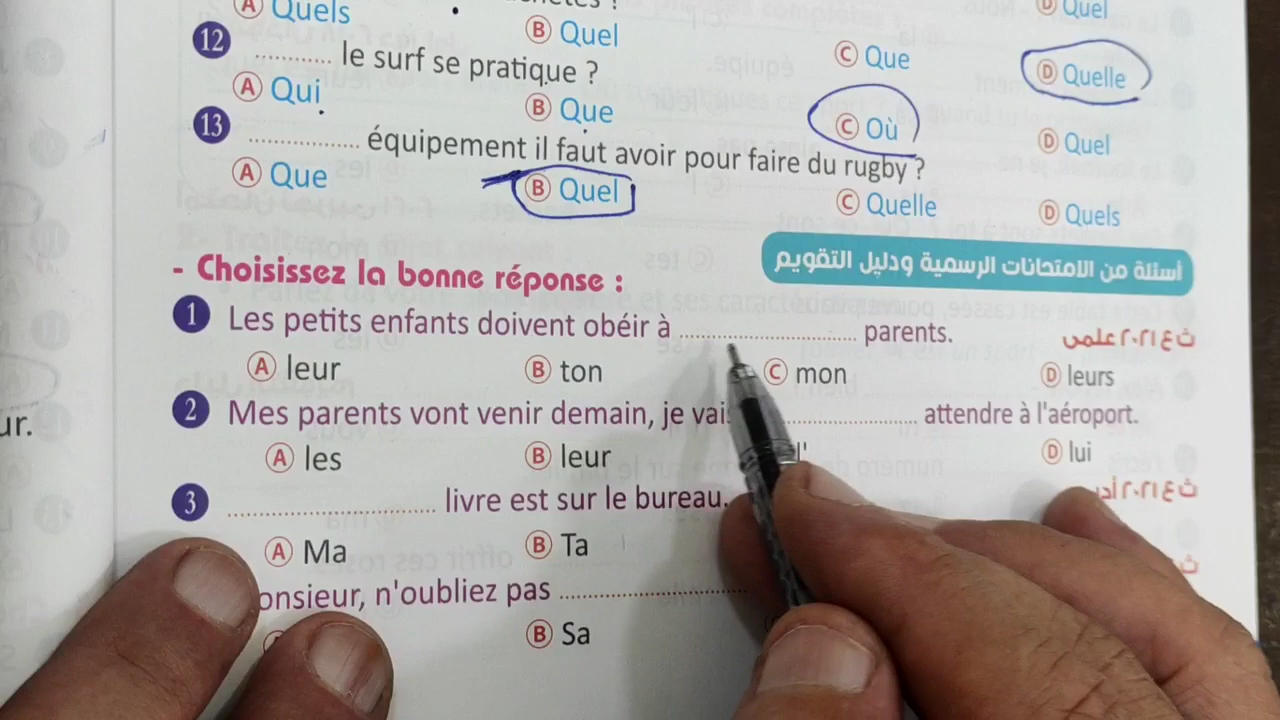 A Quels B Quel D Quel
12 .......... le surf se pratique ? C Que D Quelle
A Qui B Que C Où D Quel
13 .......... équipement il faut avoir pour faire du rugby ?
A Que B Quel C Quelle D Quels
أسئلة من الامتحانات الرسمية ودليل التقويم
- Choisissez la bonne réponse :
1 Les petits enfants doivent obéir à .......... parents. ث ع ٢٠٢١ علمى
A leur B ton C mon D leurs
2 Mes parents vont venir demain, je vais .......... attendre à l'aéroport.
A les B leur l' D lui
3 .......... livre est sur le bureau. ث ع ٢٠٢١
A Ma B Ta
onsieur, n'oubliez pas ..........
B Sa